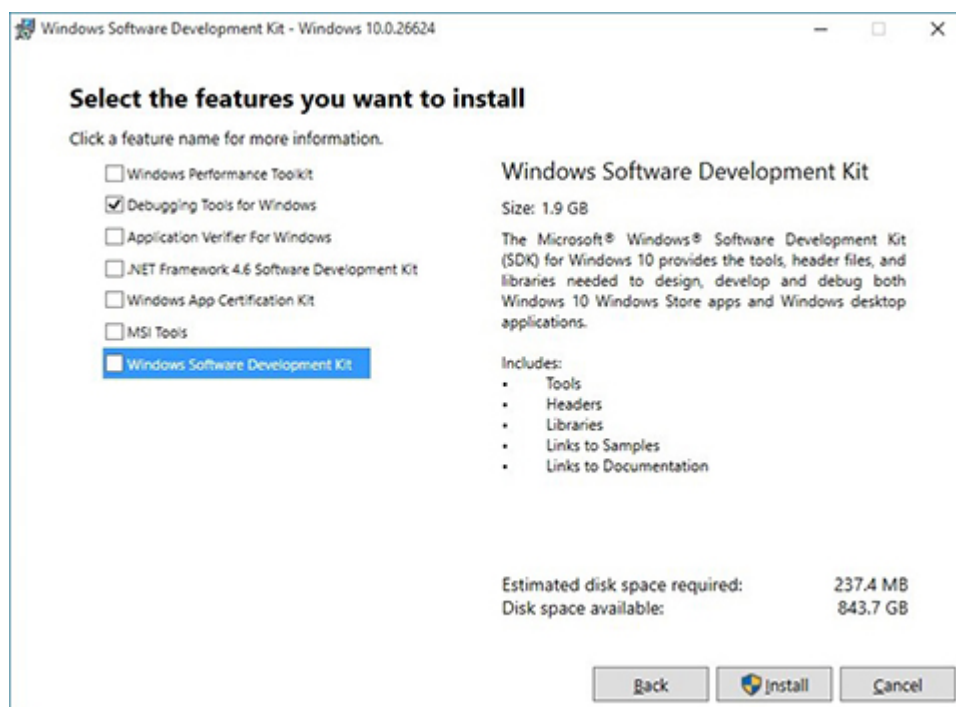 Windows Software Development Kit - Windows 10.0.26624
Select the features you want to install
Click a feature name for more information.
Windows Performance Toolkit
Debugging Tools for Windows
Application Verifier For Windows
.NET Framework 4.6 Software Development Kit
Windows App Certification Kit
MSI Tools
Windows Software Development Kit
Windows Software Development Kit
Size: 1.9 GB
The Microsoft® Windows® Software Development Kit
(SDK) for Windows 10 provides the tools, header files, and
libraries needed to design, develop and debug both
Windows 10 Windows Store apps and Windows desktop
applications.
Includes:
• Tools
• Headers
• Libraries
• Links to Samples
• Links to Documentation
Estimated disk space required: 237.4 MB
Disk space available: 843.7 GB
Back Install Cancel